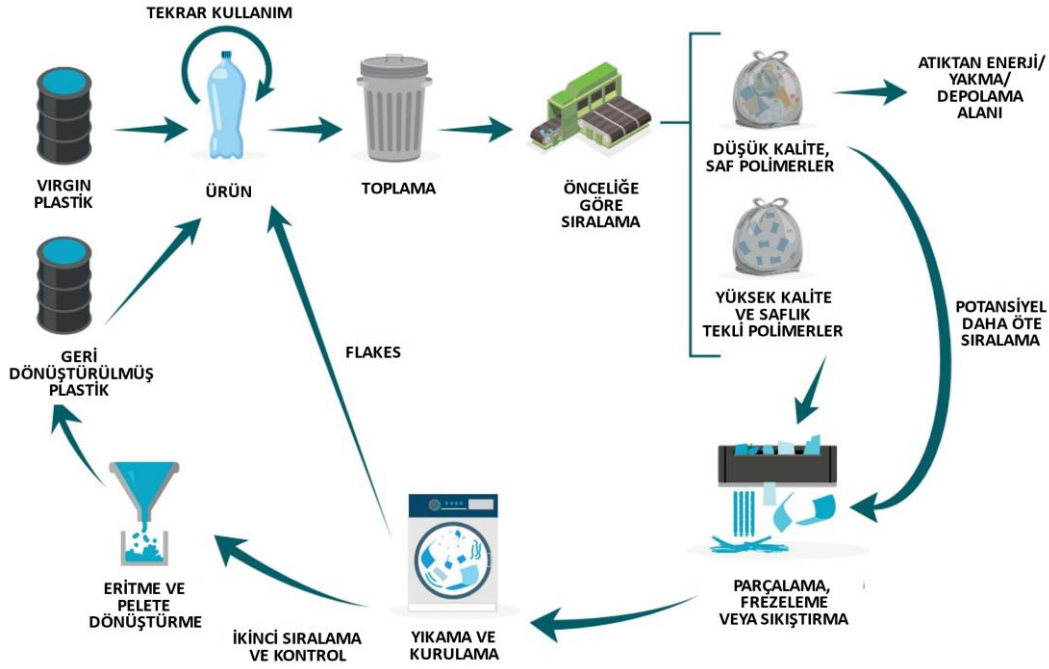 TEKRAR KULLANIM
VIRGIN
PLASTİK
ÜRÜN
TOPLAMA
ÖNCELİĞE
GÖRE
SIRALAMA
DÜŞÜK KALİTE,
SAF POLİMERLER
ATIKTAN ENERJİ/
YAKMA/
DEPOLAMA
ALANI
YÜKSEK KALİTE
VE SAFLIK
TEKLİ POLİMERLER
POTANSİYEL
DAHA ÖTE
SIRALAMA
GERİ
DÖNÜŞTÜRÜLMÜŞ
PLASTİK
FLAKES
ERİTME VE
PELETE
DÖNÜŞTÜRME
İKİNCİ SIRALAMA
VE KONTROL
YIKAMA VE
KURULAMA
PARÇALAMA,
FREZELEME
VEYA SIKIŞTIRMA